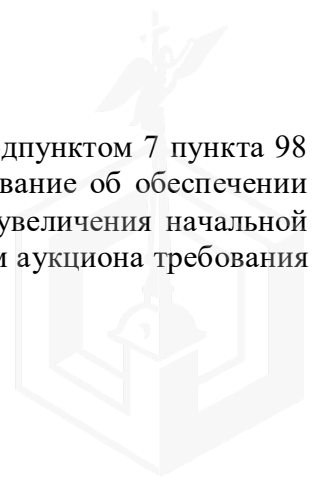 дпунктом 7 пункта 98
вание об обеспечении
увеличения начальной
м аукциона требования